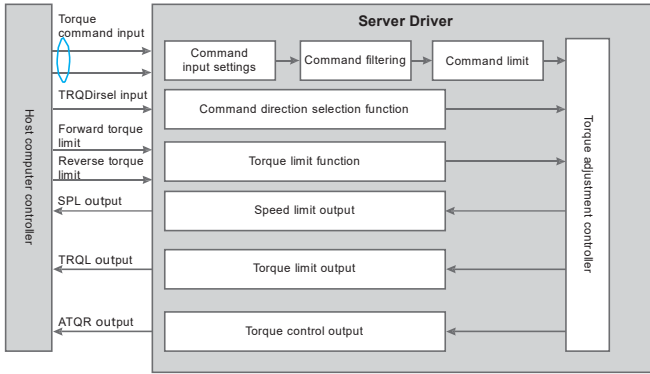 Server Driver
Torque
command input
Command
input settings
Command filtering
Command limit
TRQDirsel input
Command direction selection function
Forward torque
limit
Reverse torque
limit
Torque limit function
SPL output
Speed limit output
TRQL output
Torque limit output
ATQR output
Torque control output
Host computer controller
Torque adjustment controller